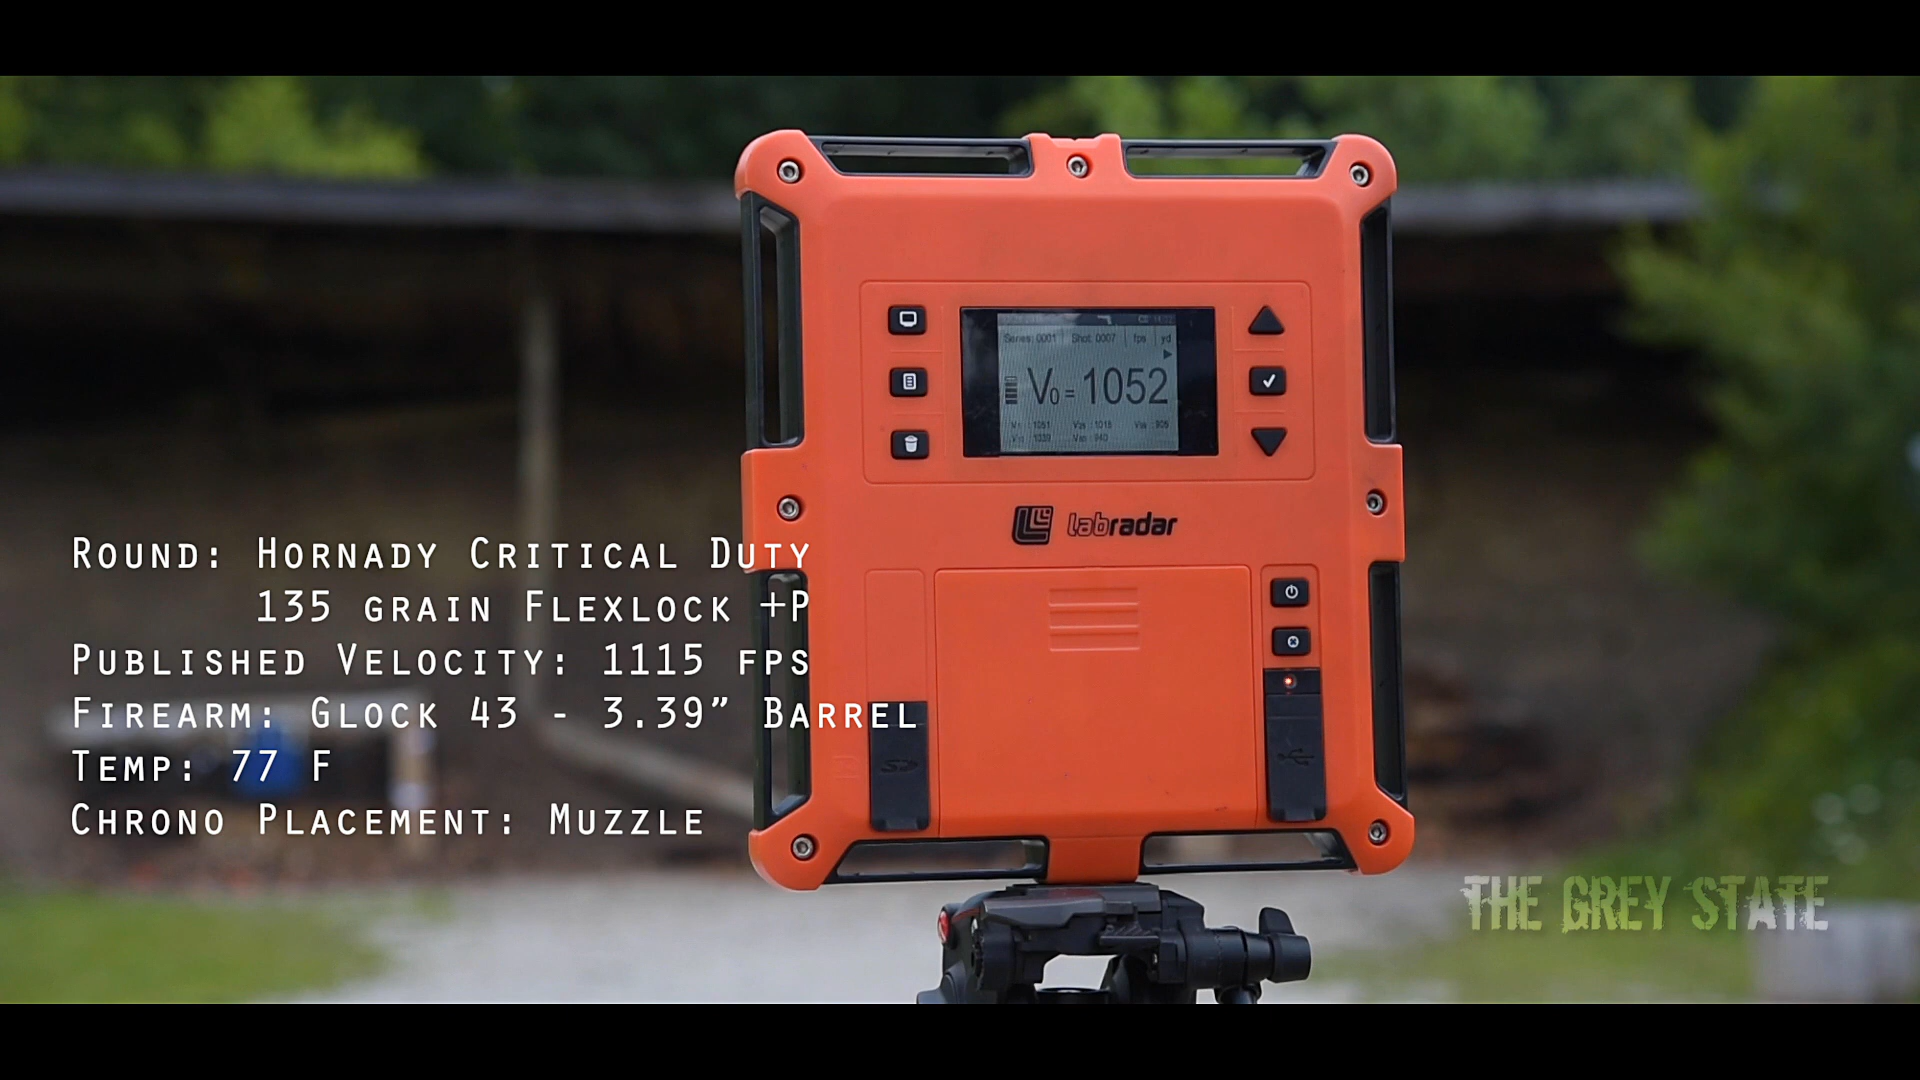 Series: 0001 Shot: 0007 fps yd
V0 = 1052
labradar
ROUND: HORNADY CRITICAL DUTY
135 GRAIN FLEXLOCK +P
PUBLISHED VELOCITY: 1115 FPS
FIREARM: GLOCK 43 - 3.39” BARREL
TEMP: 77 F
CHRONO PLACEMENT: MUZZLE
THE GREY STATE